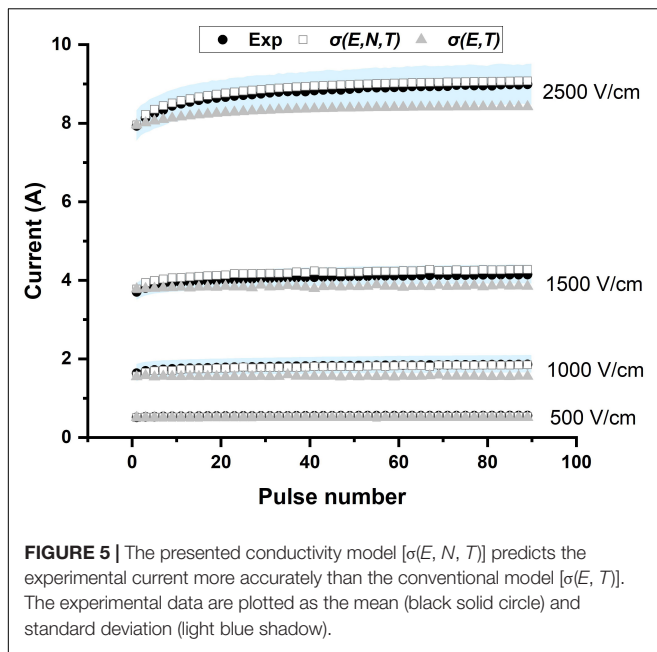 Exp σ(E,N,T) σ(E,T)
10
8
6
4
2
0
Current (A)
2500 V/cm
1500 V/cm
1000 V/cm
500 V/cm
0 20 40 60 80 100
Pulse number
FIGURE 5 | The presented conductivity model [σ(E, N, T)] predicts the
experimental current more accurately than the conventional model [σ(E, T)].
The experimental data are plotted as the mean (black solid circle) and
standard deviation (light blue shadow).